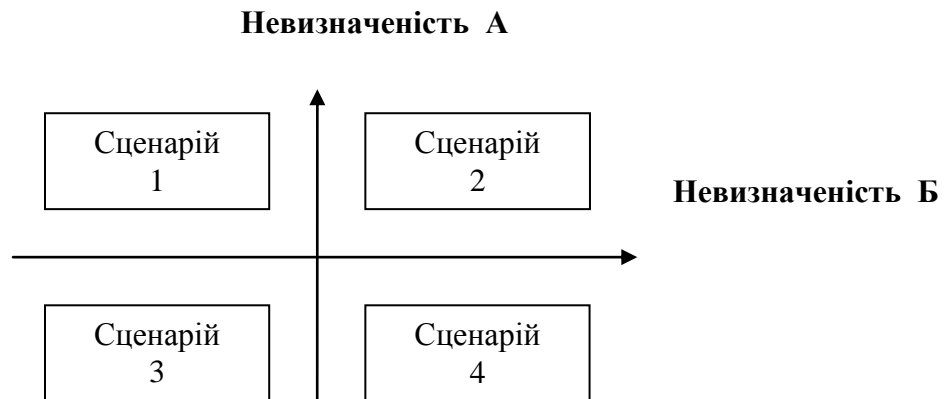 Невизначеність А
Сценарій
1
Сценарій
2
Невизначеність Б
Сценарій
3
Сценарій
4